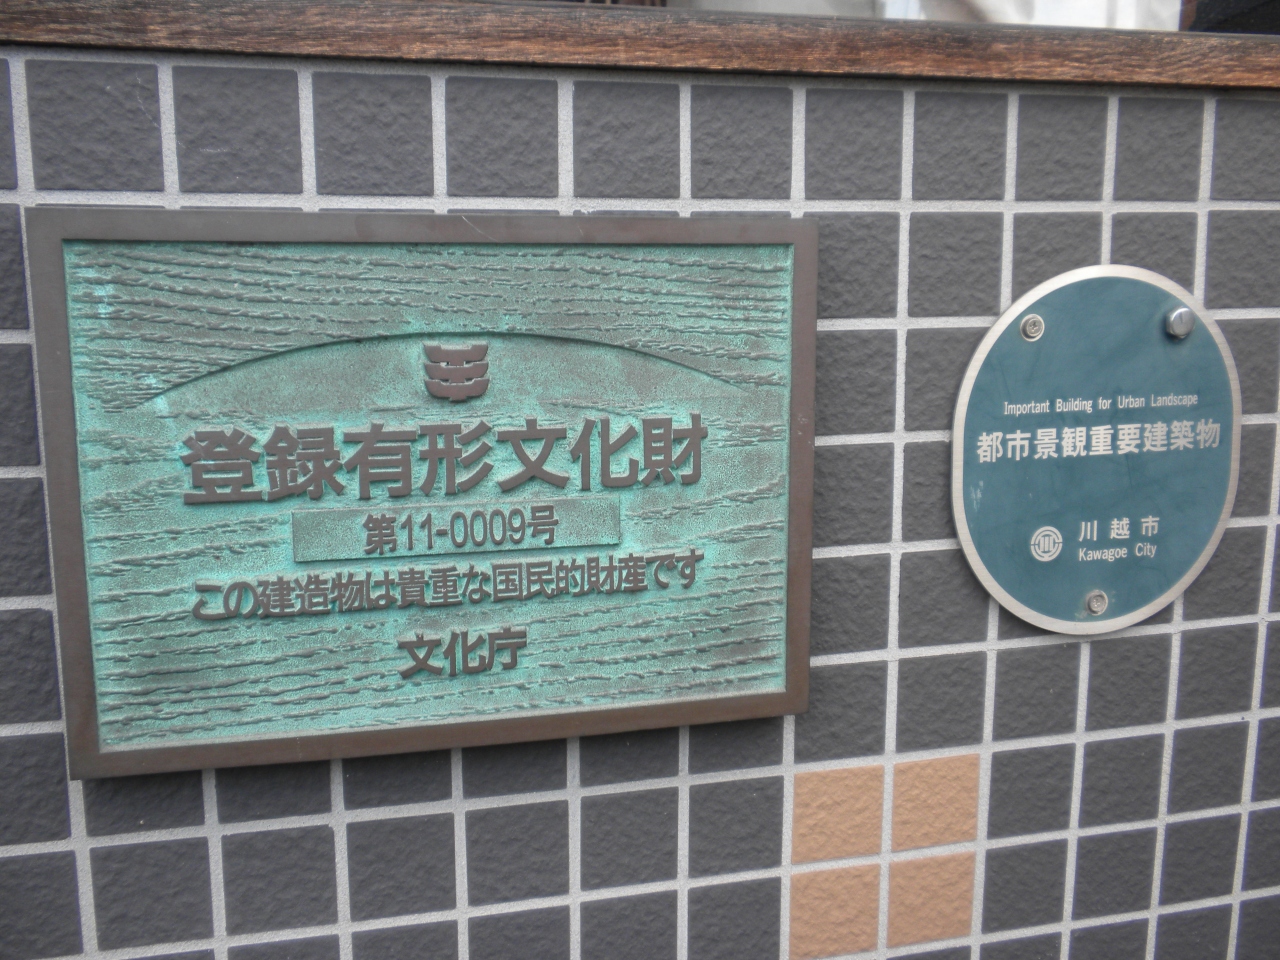 登録有形文化財
第11-0009号
この建造物は貴重な国民的財産です
文化庁
Important Building for Urban Landscape
都市景観重要建築物
川越市
Kawagoe City